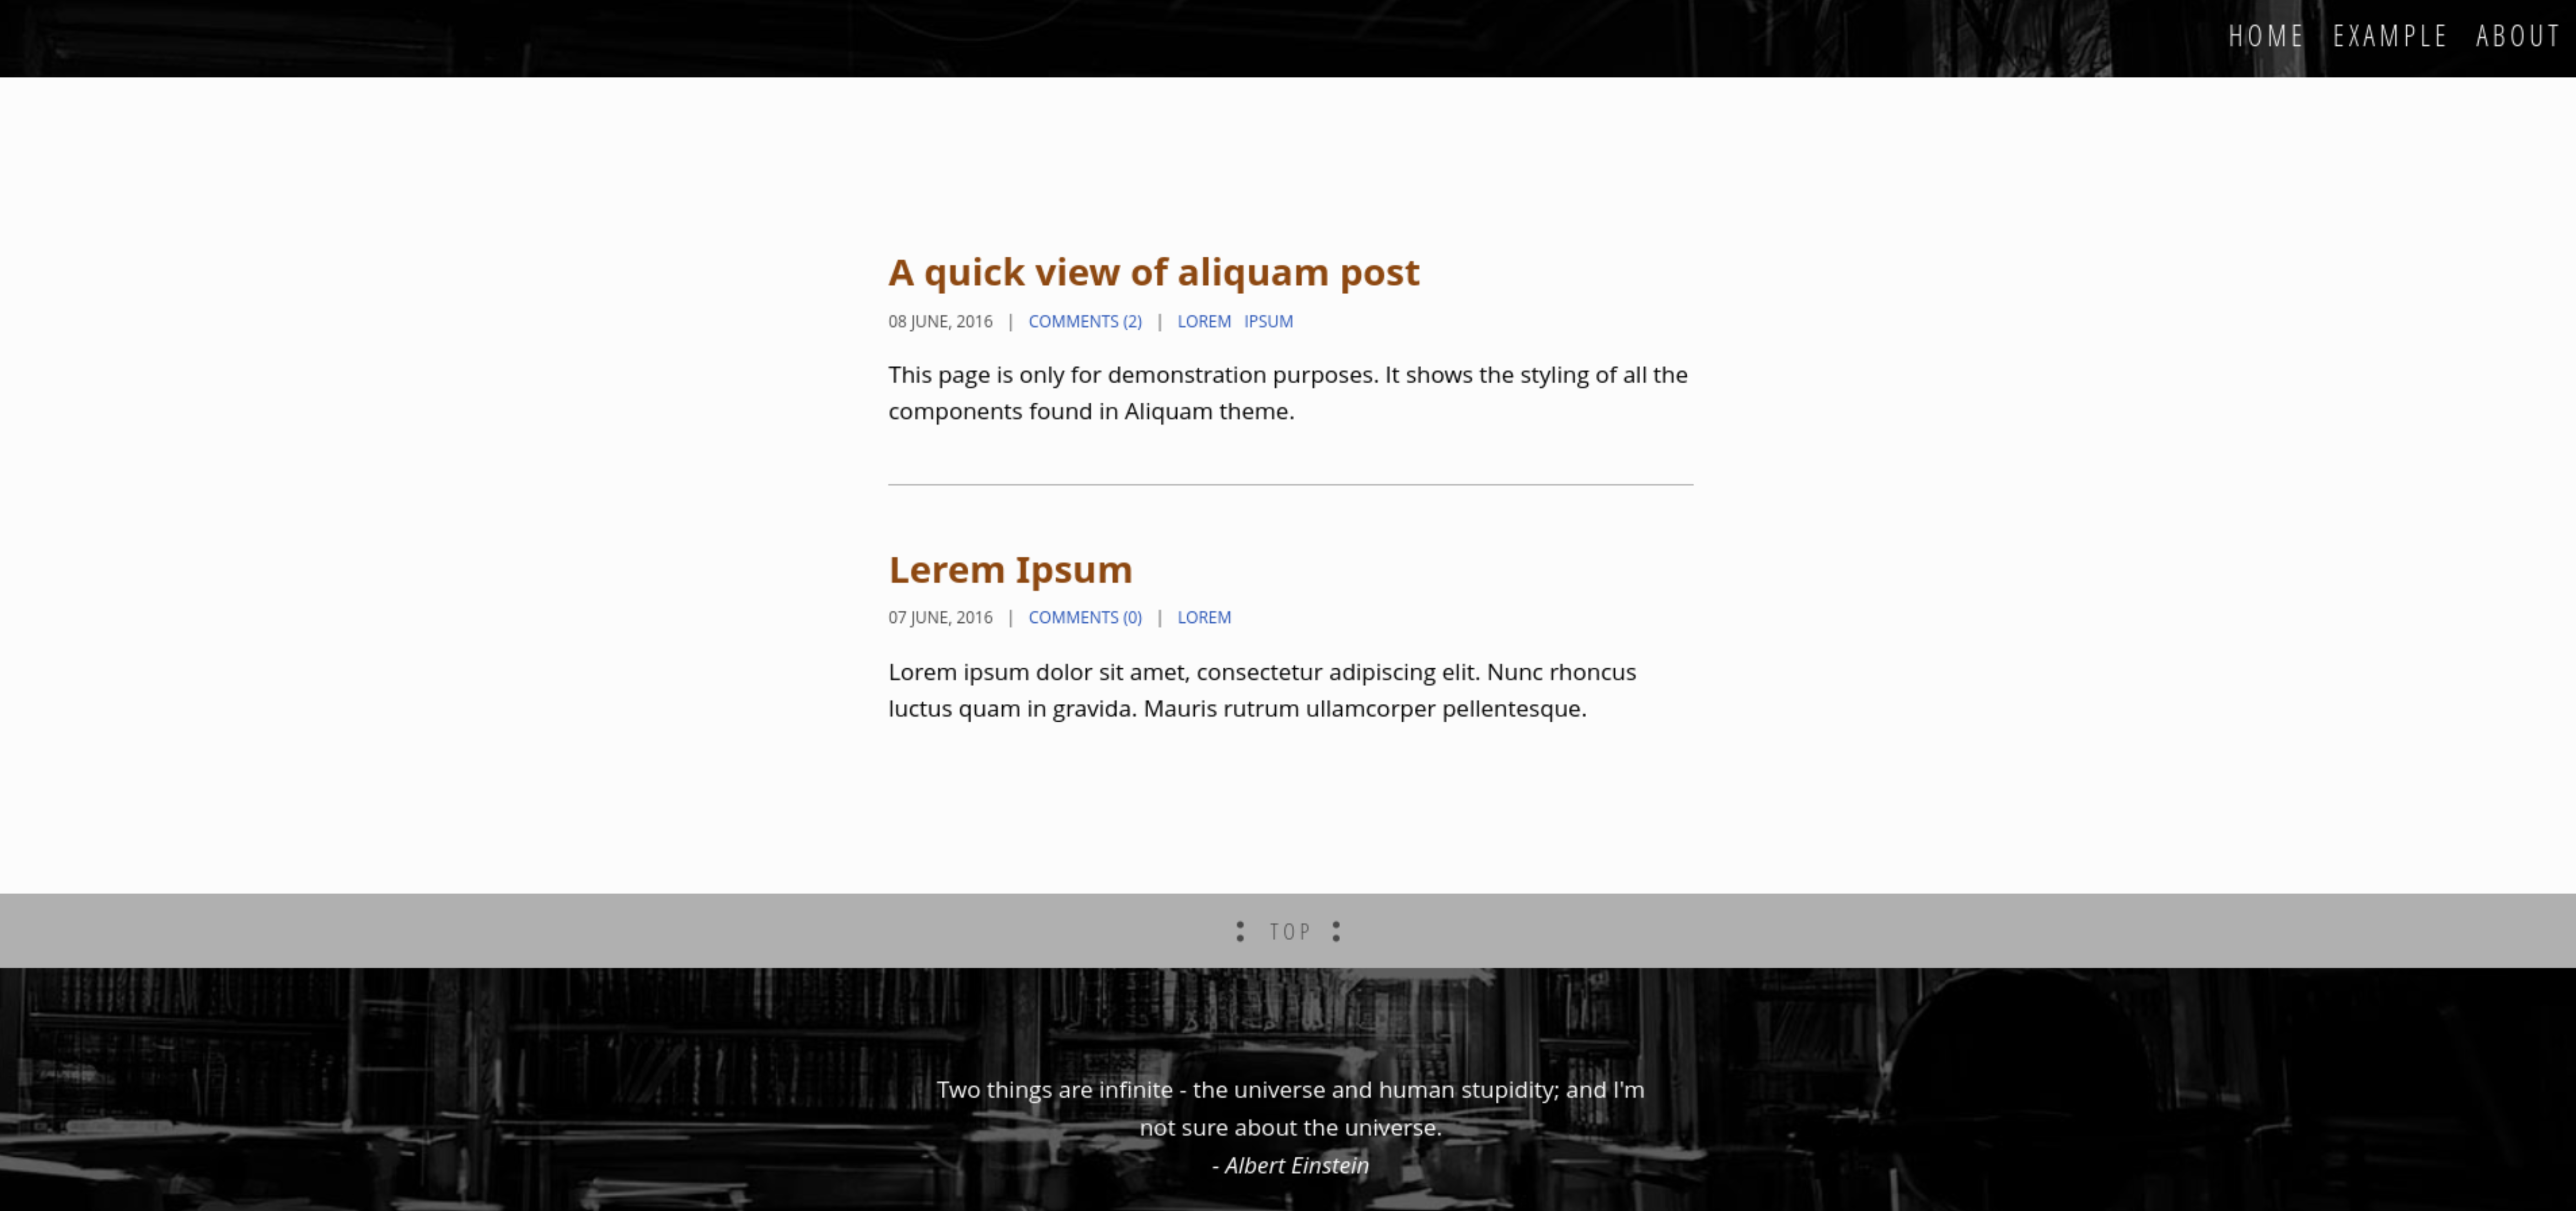 HOME EXAMPLE ABOUT
A quick view of aliquam post
08 JUNE, 2016 | COMMENTS (2) | LOREM IPSUM
This page is only for demonstration purposes. It shows the styling of all the
components found in Aliquam theme.
Lerem Ipsum
07 JUNE, 2016 | COMMENTS (0) | LOREM
Lorem ipsum dolor sit amet, consectetur adipiscing elit. Nunc rhoncus
luctus quam in gravida. Mauris rutrum ullamcorper pellentesque.
: TOP :
Two things are infinite - the universe and human stupidity; and I'm
not sure about the universe.
- Albert Einstein